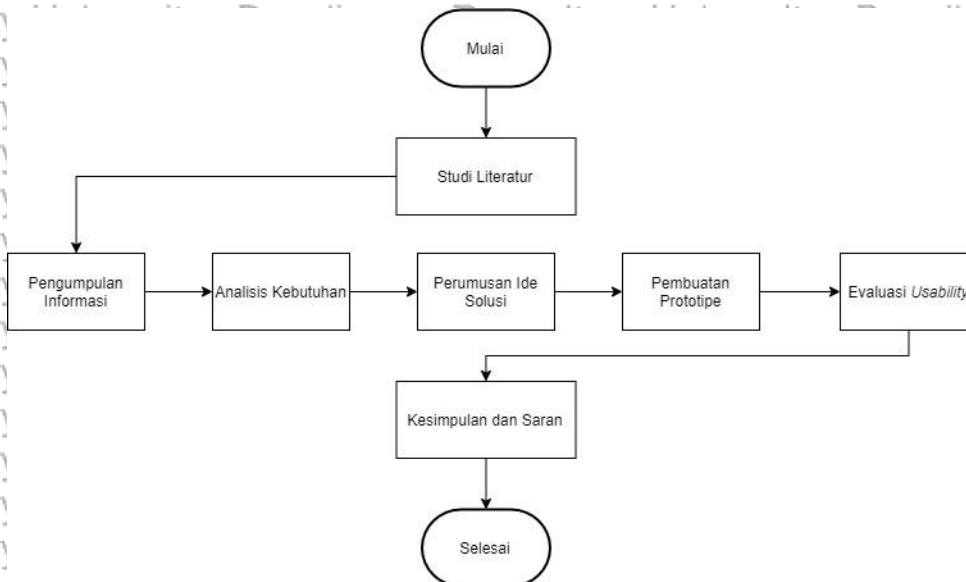 Mulai
Studi Literatur
Pengumpulan
Informasi
Analisis Kebutuhan
Perumusan Ide
Solusi
Pembuatan
Prototipe
Evaluasi Usability
Kesimpulan dan Saran
Selesai